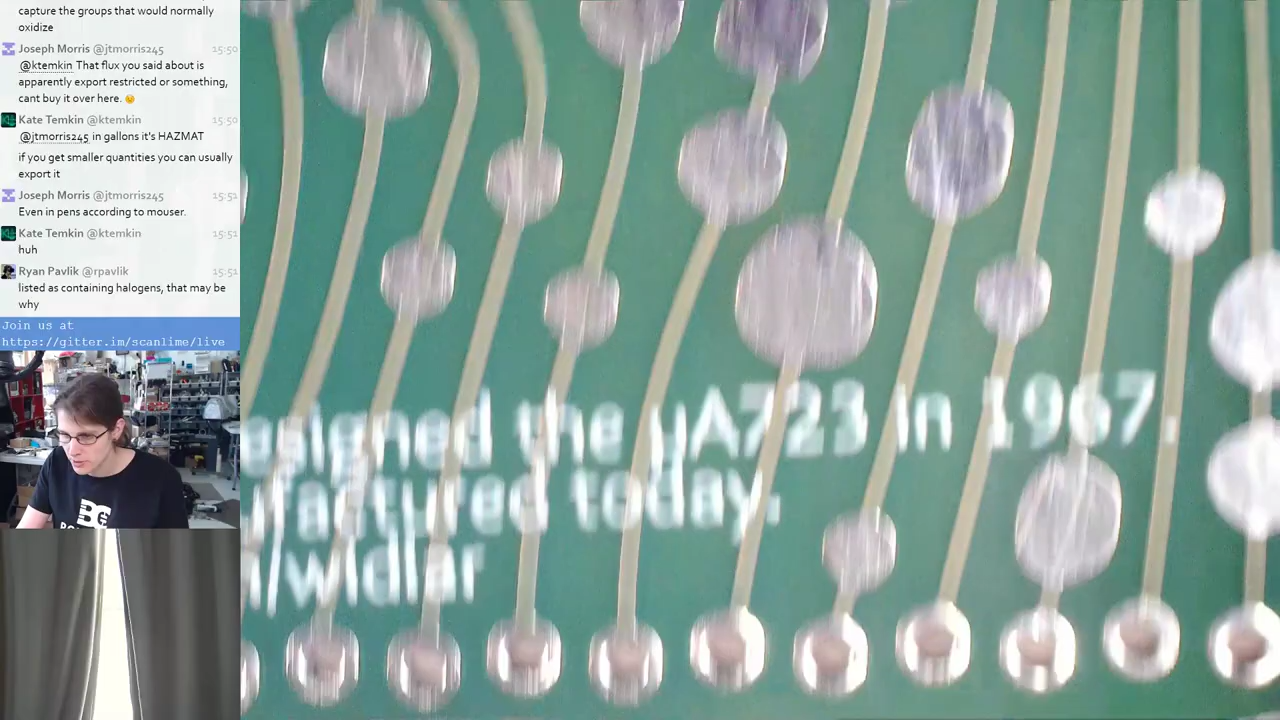 capture the groups that would normally
oxidize
Joseph Morris @jtmorris245 15:50
@ktemkin That flux you said about is
apparently export restricted or something,
cant buy it over here.
Kate Temkin @ktemkin 15:50
@jtmorris245 in gallons it's HAZMAT
if you get smaller quantities you can usually
export it
Joseph Morris @jtmorris245 15:51
Even in pens according to mouser.
Kate Temkin @ktemkin 15:51
huh
Ryan Pavlik @rpavlik 15:51
listed as containing halogens, that may be
why
Join us at
https://gitter.im/scanlime/live
esigned the µA723 in 1967.
factured today.
/widlar